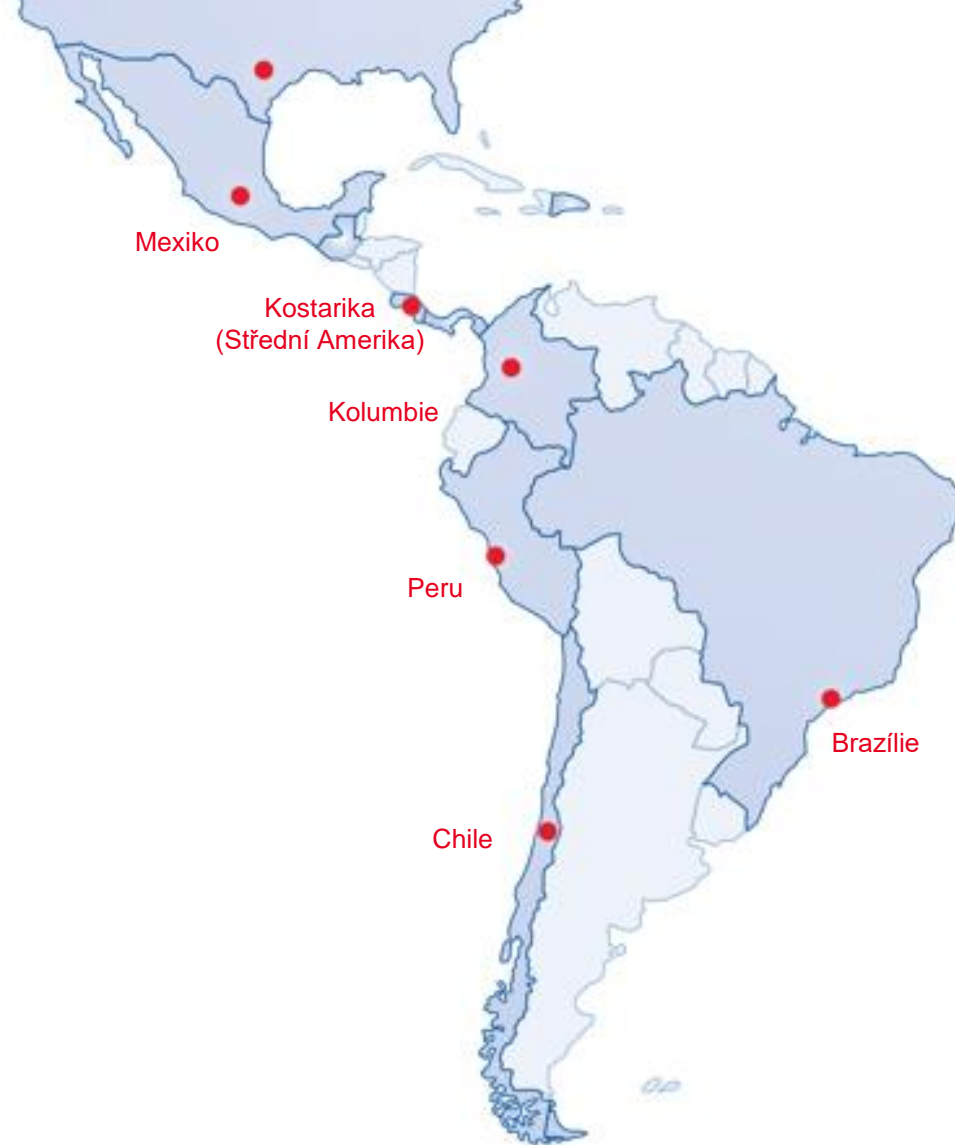 Mexiko
Kostarika
(Střední Amerika)
Kolumbie
Peru
Brazílie
Chile